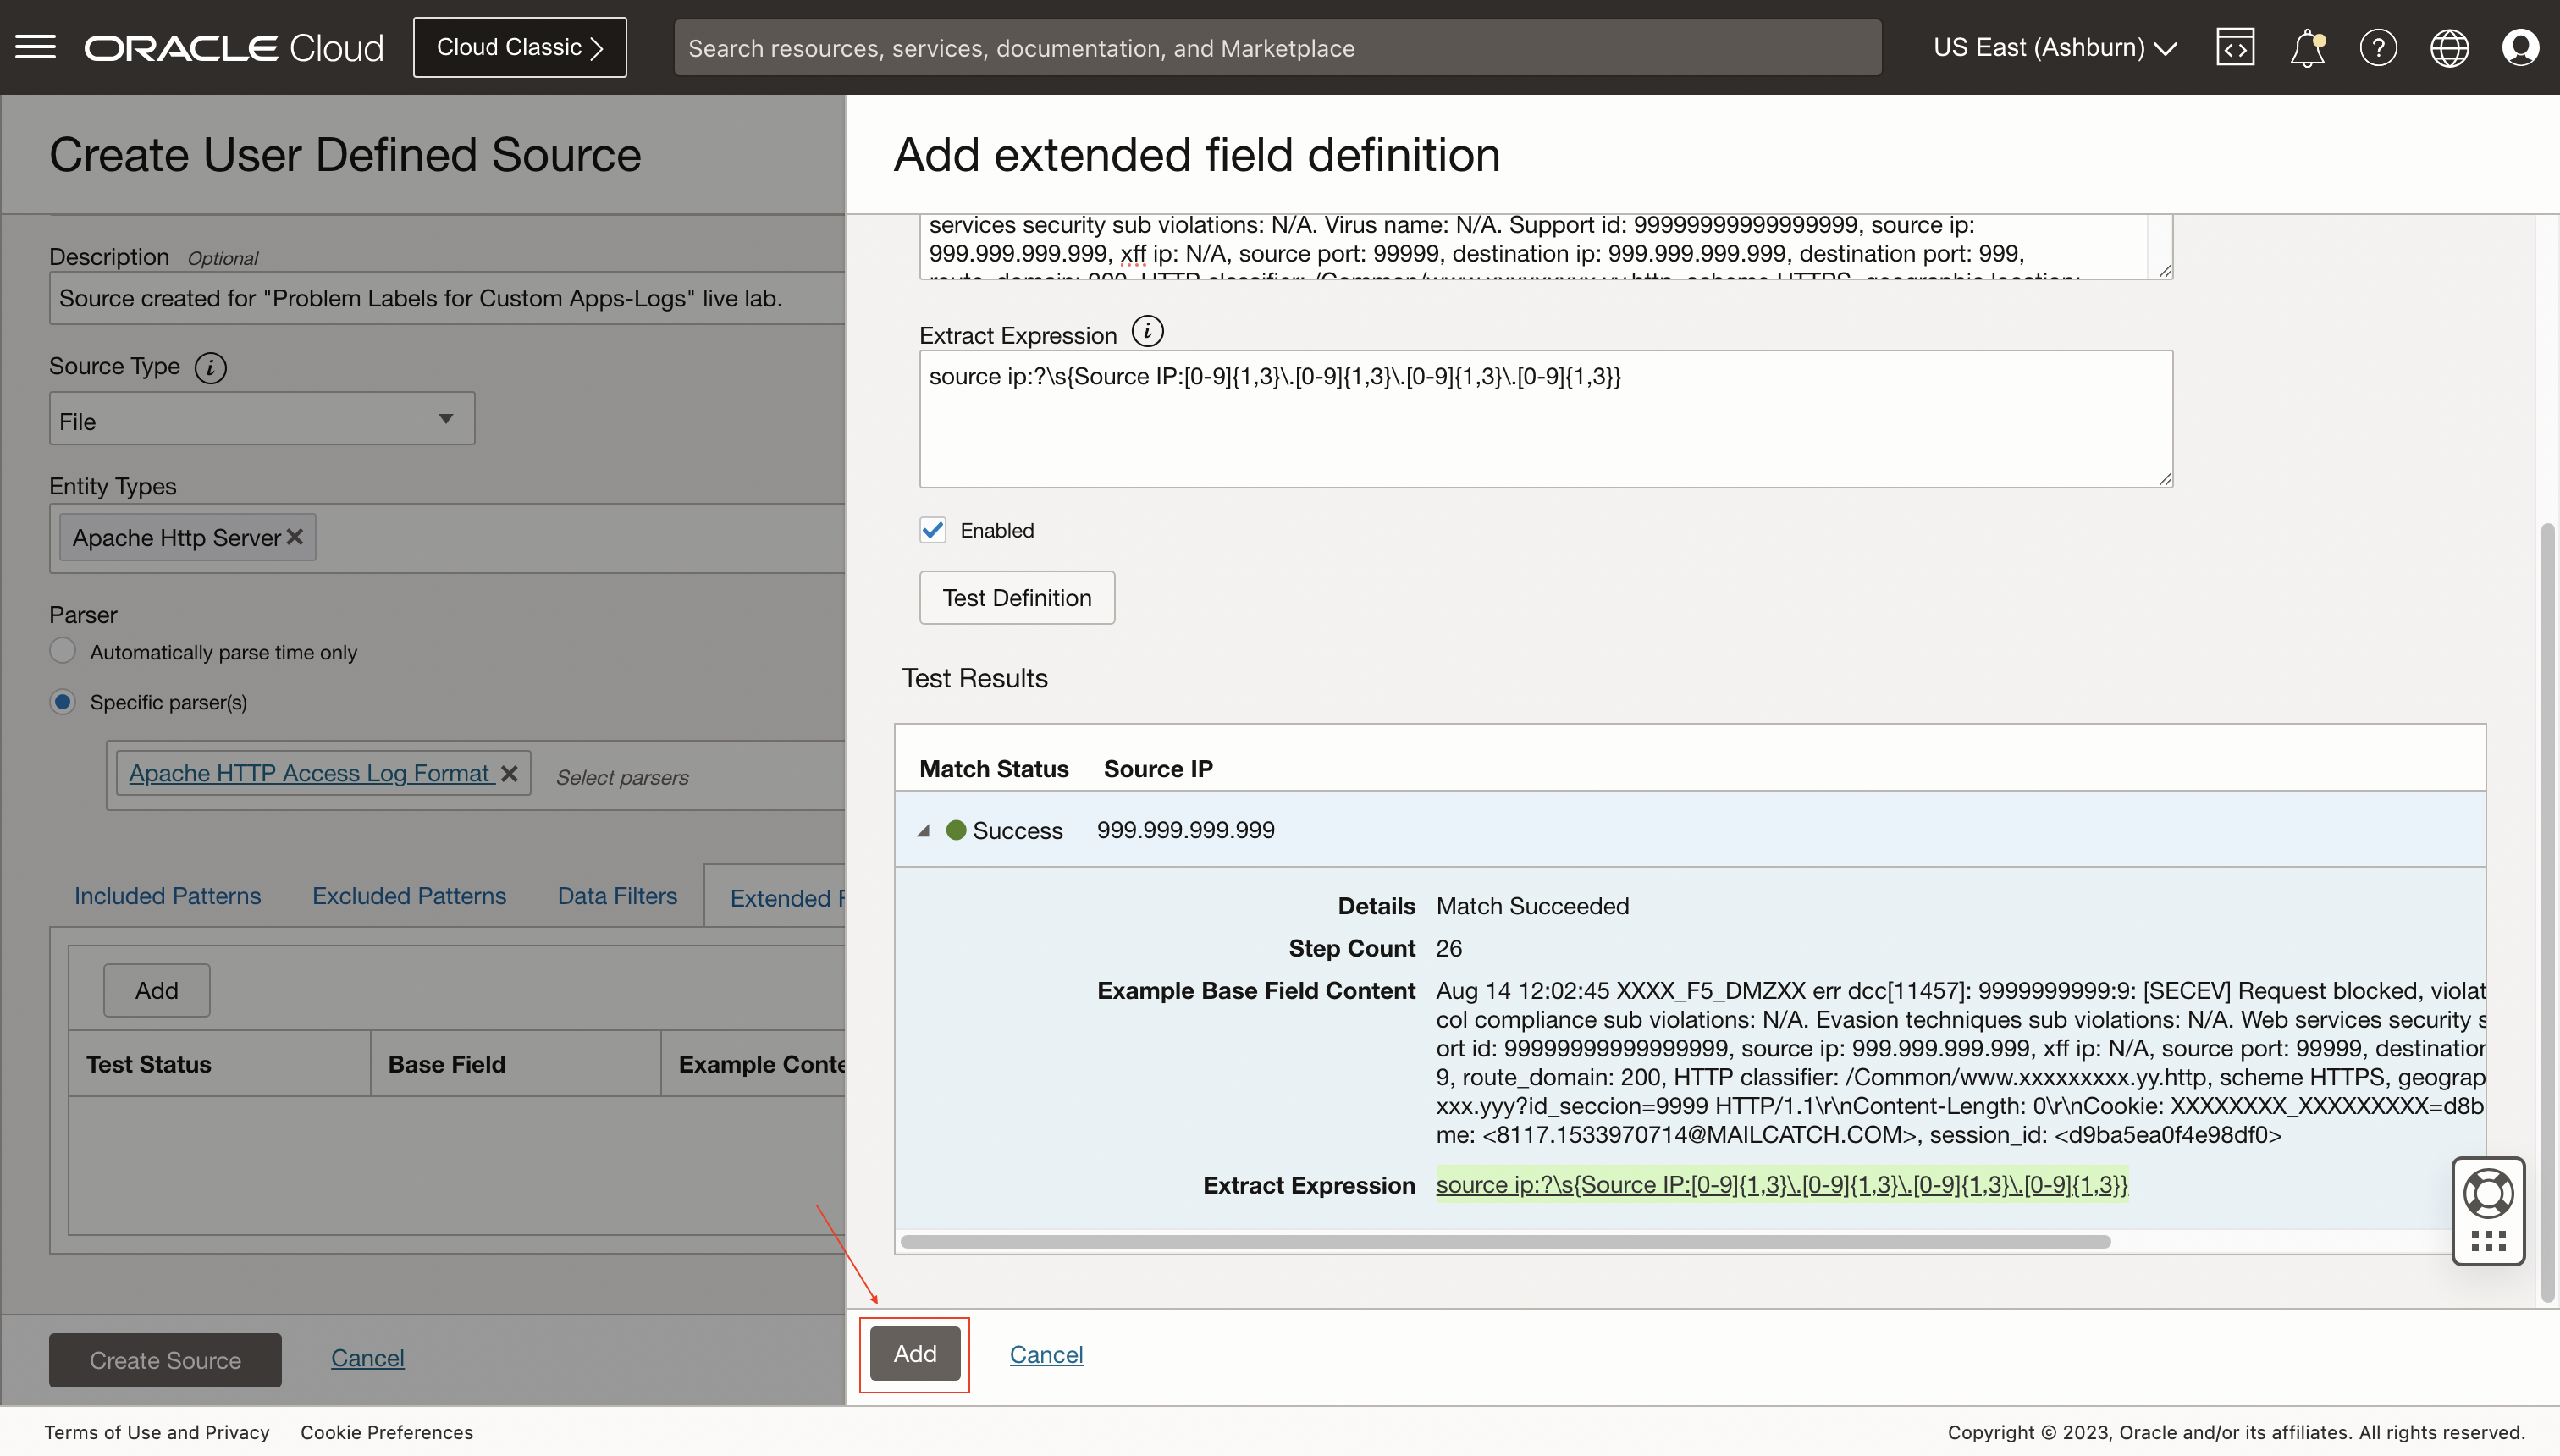 ORACLE Cloud
Cloud Classic
Search resources, services, documentation, and Marketplace
US East (Ashburn)
Create User Defined Source
Description Optional
Source created for "Problem Labels for Custom Apps-Logs" live lab.
Source Type
File
Entity Types
Apache Http Server
Parser
Automatically parse time only
Specific parser(s)
Apache HTTP Access Log Format Select parsers
Included Patterns Excluded Patterns Data Filters Extended F
Add
Test Status Base Field Example Conte
Create Source Cancel
Add extended field definition
services security sub violations: N/A. Virus name: N/A. Support id: 99999999999999999, source ip:
999.999.999.999, xff ip: N/A, source port: 99999, destination ip: 999.999.999.999, destination port: 999,
Extract Expression
source ip:?\s{Source IP:[0-9]{1,3}\.[0-9]{1,3}\.[0-9]{1,3}\.[0-9]{1,3}}
Enabled
Test Definition
Test Results
Match Status Source IP
Success 999.999.999.999
Details Match Succeeded
Step Count 26
Example Base Field Content Aug 14 12:02:45 XXXX_F5_DMZXX err dcc[11457]: 9999999999:9: [SECEV] Request blocked, violat
col compliance sub violations: N/A. Evasion techniques sub violations: N/A. Web services security s
ort id: 99999999999999999, source ip: 999.999.999.999, xff ip: N/A, source port: 99999, destination
9, route_domain: 200, HTTP classifier: /Common/www.xxxxxxxxx.yy.http, scheme HTTPS, geograp
xxx.yyy?id_seccion=9999 HTTP/1.1\r\nContent-Length: 0\r\nCookie: XXXXXXXX_XXXXXXXXX=d8b
me: <8117.1533970714@MAILCATCH.COM>, session_id: <d9ba5ea0f4e98df0>
Extract Expression source ip:?\s{Source IP:[0-9]{1,3}\.[0-9]{1,3}\.[0-9]{1,3}\.[0-9]{1,3}}
Add Cancel
Terms of Use and Privacy Cookie Preferences
Copyright © 2023, Oracle and/or its affiliates. All rights reserved.